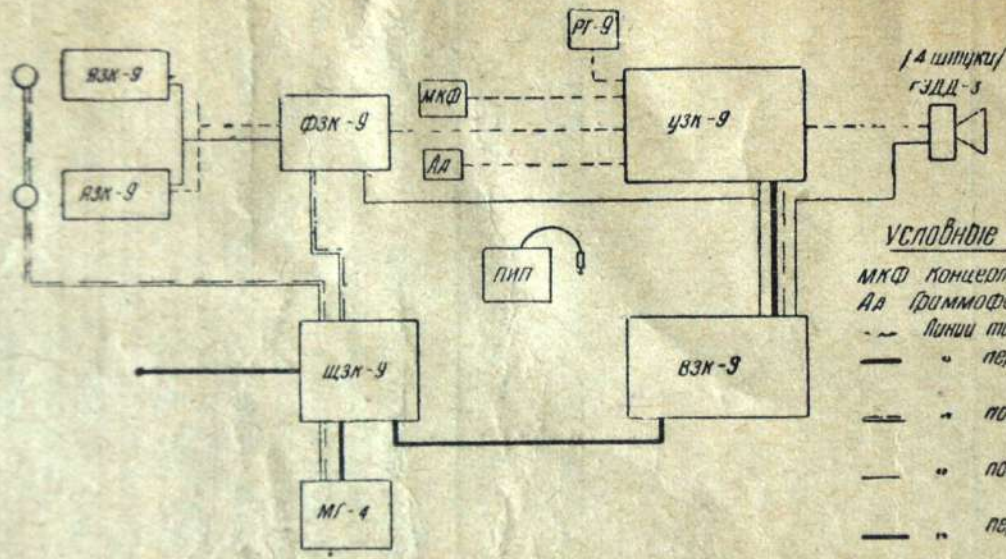 РГ-9
/4 штуки/
ГЭДД-3
ЯЗК-9
ФЗК-9
МКФ
УЗК-9
ЯЗК-9
Ад
Условные
ПИП
МКФ
Ад
Линии
ЩЗК-9
ВЗК-9
"
"
"
"
МГ-4